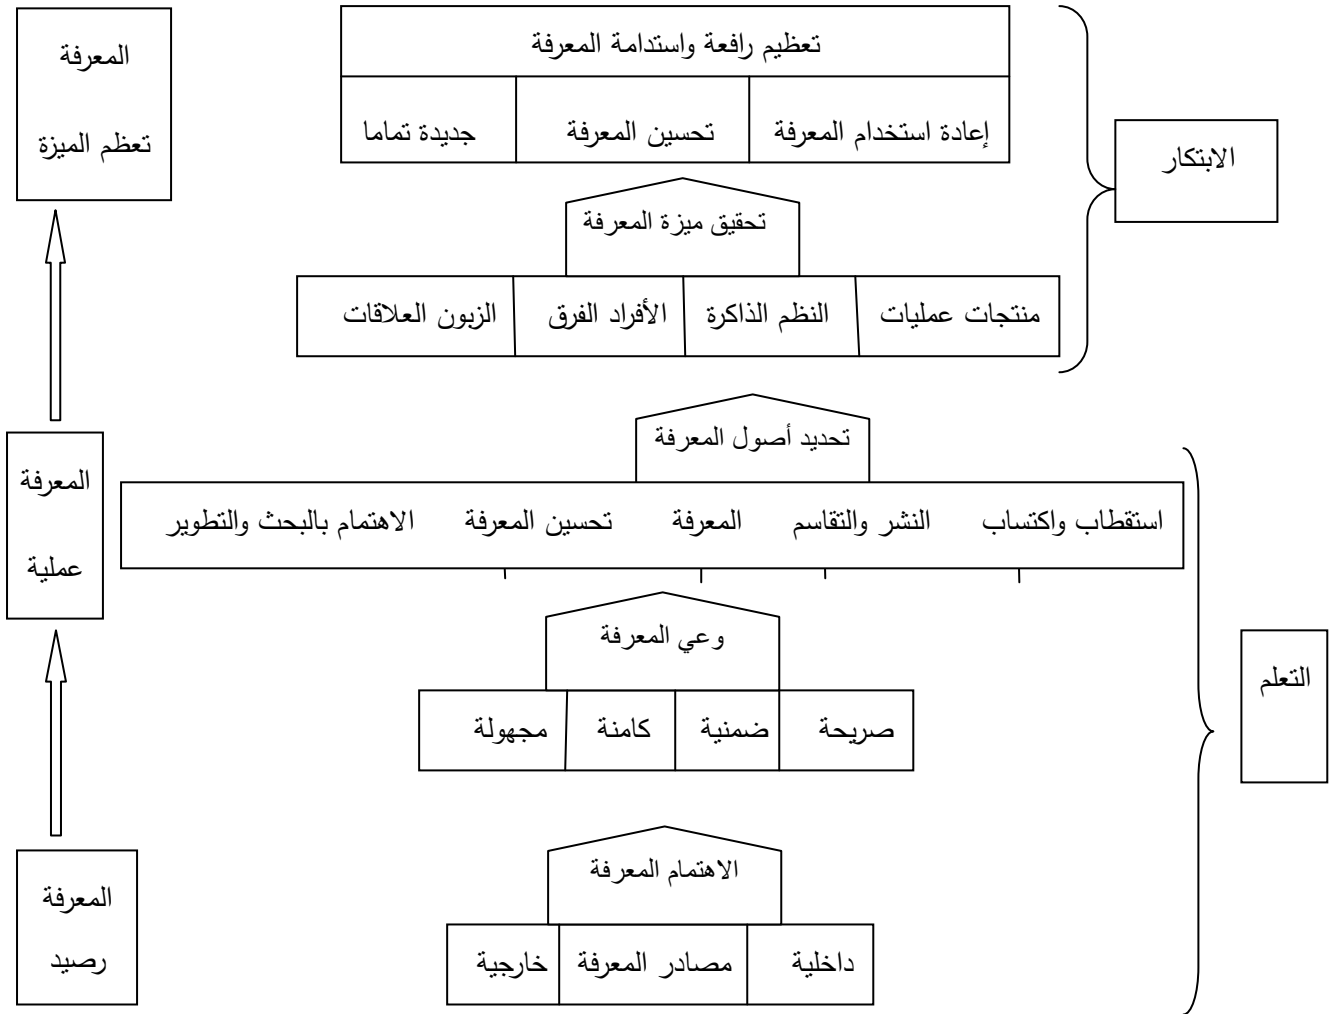 تعظيم رافعة واستدامة المعرفة
إعادة استخدام المعرفة
تحسين المعرفة
جديدة تماما
المعرفة
تعظم الميزة
الابتكار
تحقيق ميزة المعرفة
منتجات عمليات
النظم الذاكرة
الأفراد الفرق
الزبون العلاقات
تحديد أصول المعرفة
استقطاب واكتساب
النشر والتقاسم
المعرفة
تحسين المعرفة
الاهتمام بالبحث والتطوير
المعرفة
عملية
وعي المعرفة
التعلم
صريحة
ضمنية
كامنة
مجهولة
الاهتمام المعرفة
داخلية
مصادر المعرفة
خارجية
المعرفة
رصيد